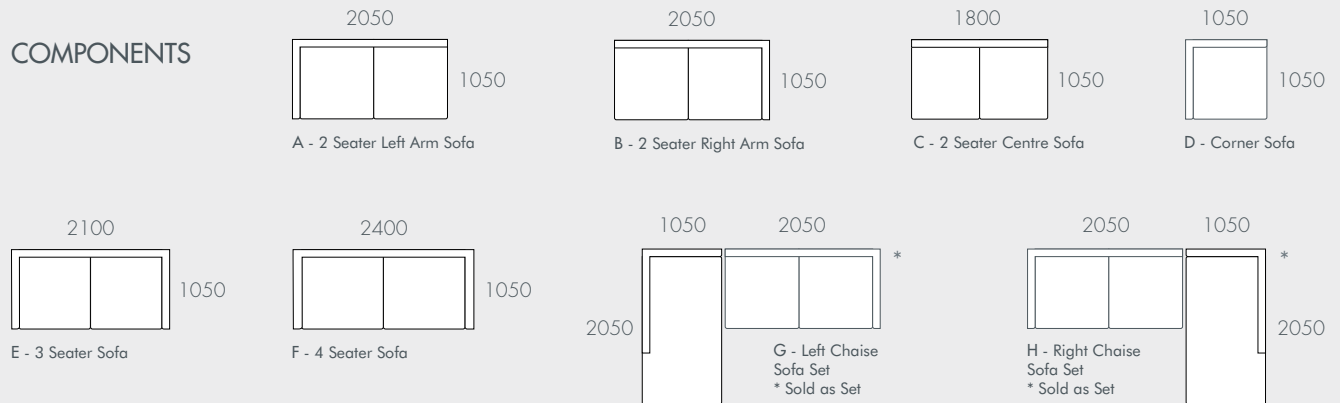 COMPONENTS
2050
1050
A - 2 Seater Left Arm Sofa
2050
1050
B - 2 Seater Right Arm Sofa
1800
1050
C - 2 Seater Centre Sofa
1050
1050
D - Corner Sofa
2100
1050
E - 3 Seater Sofa
2400
1050
F - 4 Seater Sofa
1050
2050
*
2050
G - Left Chaise
Sofa Set
* Sold as Set
2050
1050
*
2050
H - Right Chaise
Sofa Set
* Sold as Set